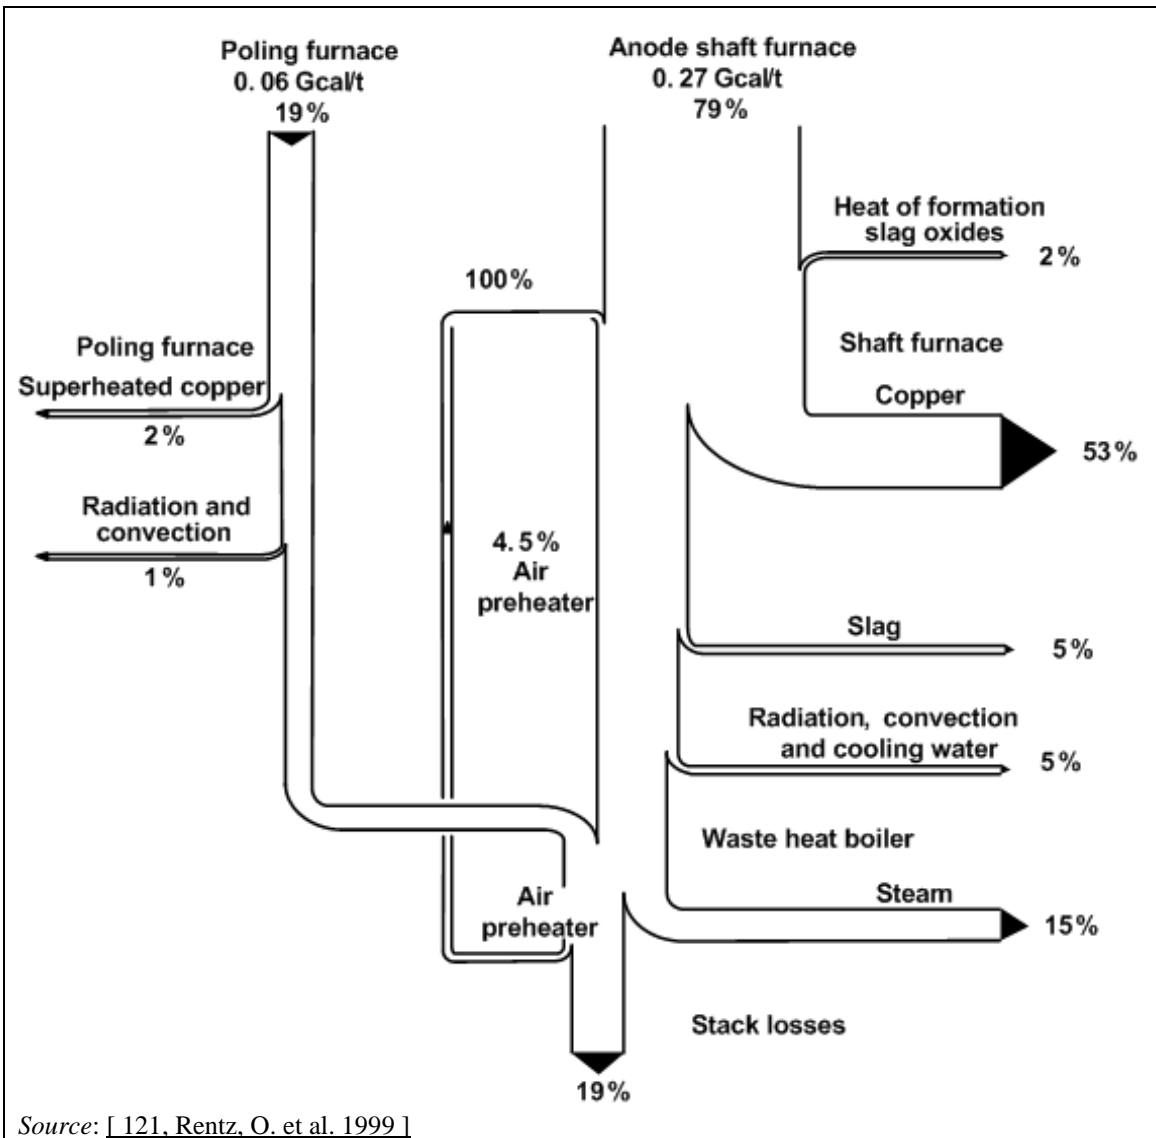 Poling furnace
0. 06 Gcal/t
19%
Anode shaft furnace
0. 27 Gcal/t
79%
Heat of formation
slag oxides
2%
100%
Poling furnace
Superheated copper
2%
Shaft furnace
Copper
53%
Radiation and
convection
1%
4. 5%
Air
preheater
Slag
5%
Radiation, convection
and cooling water
5%
Waste heat boiler
Air
preheater
Steam
15%
Stack losses
19%
Source: [ 121, Rentz, O. et al. 1999 ]